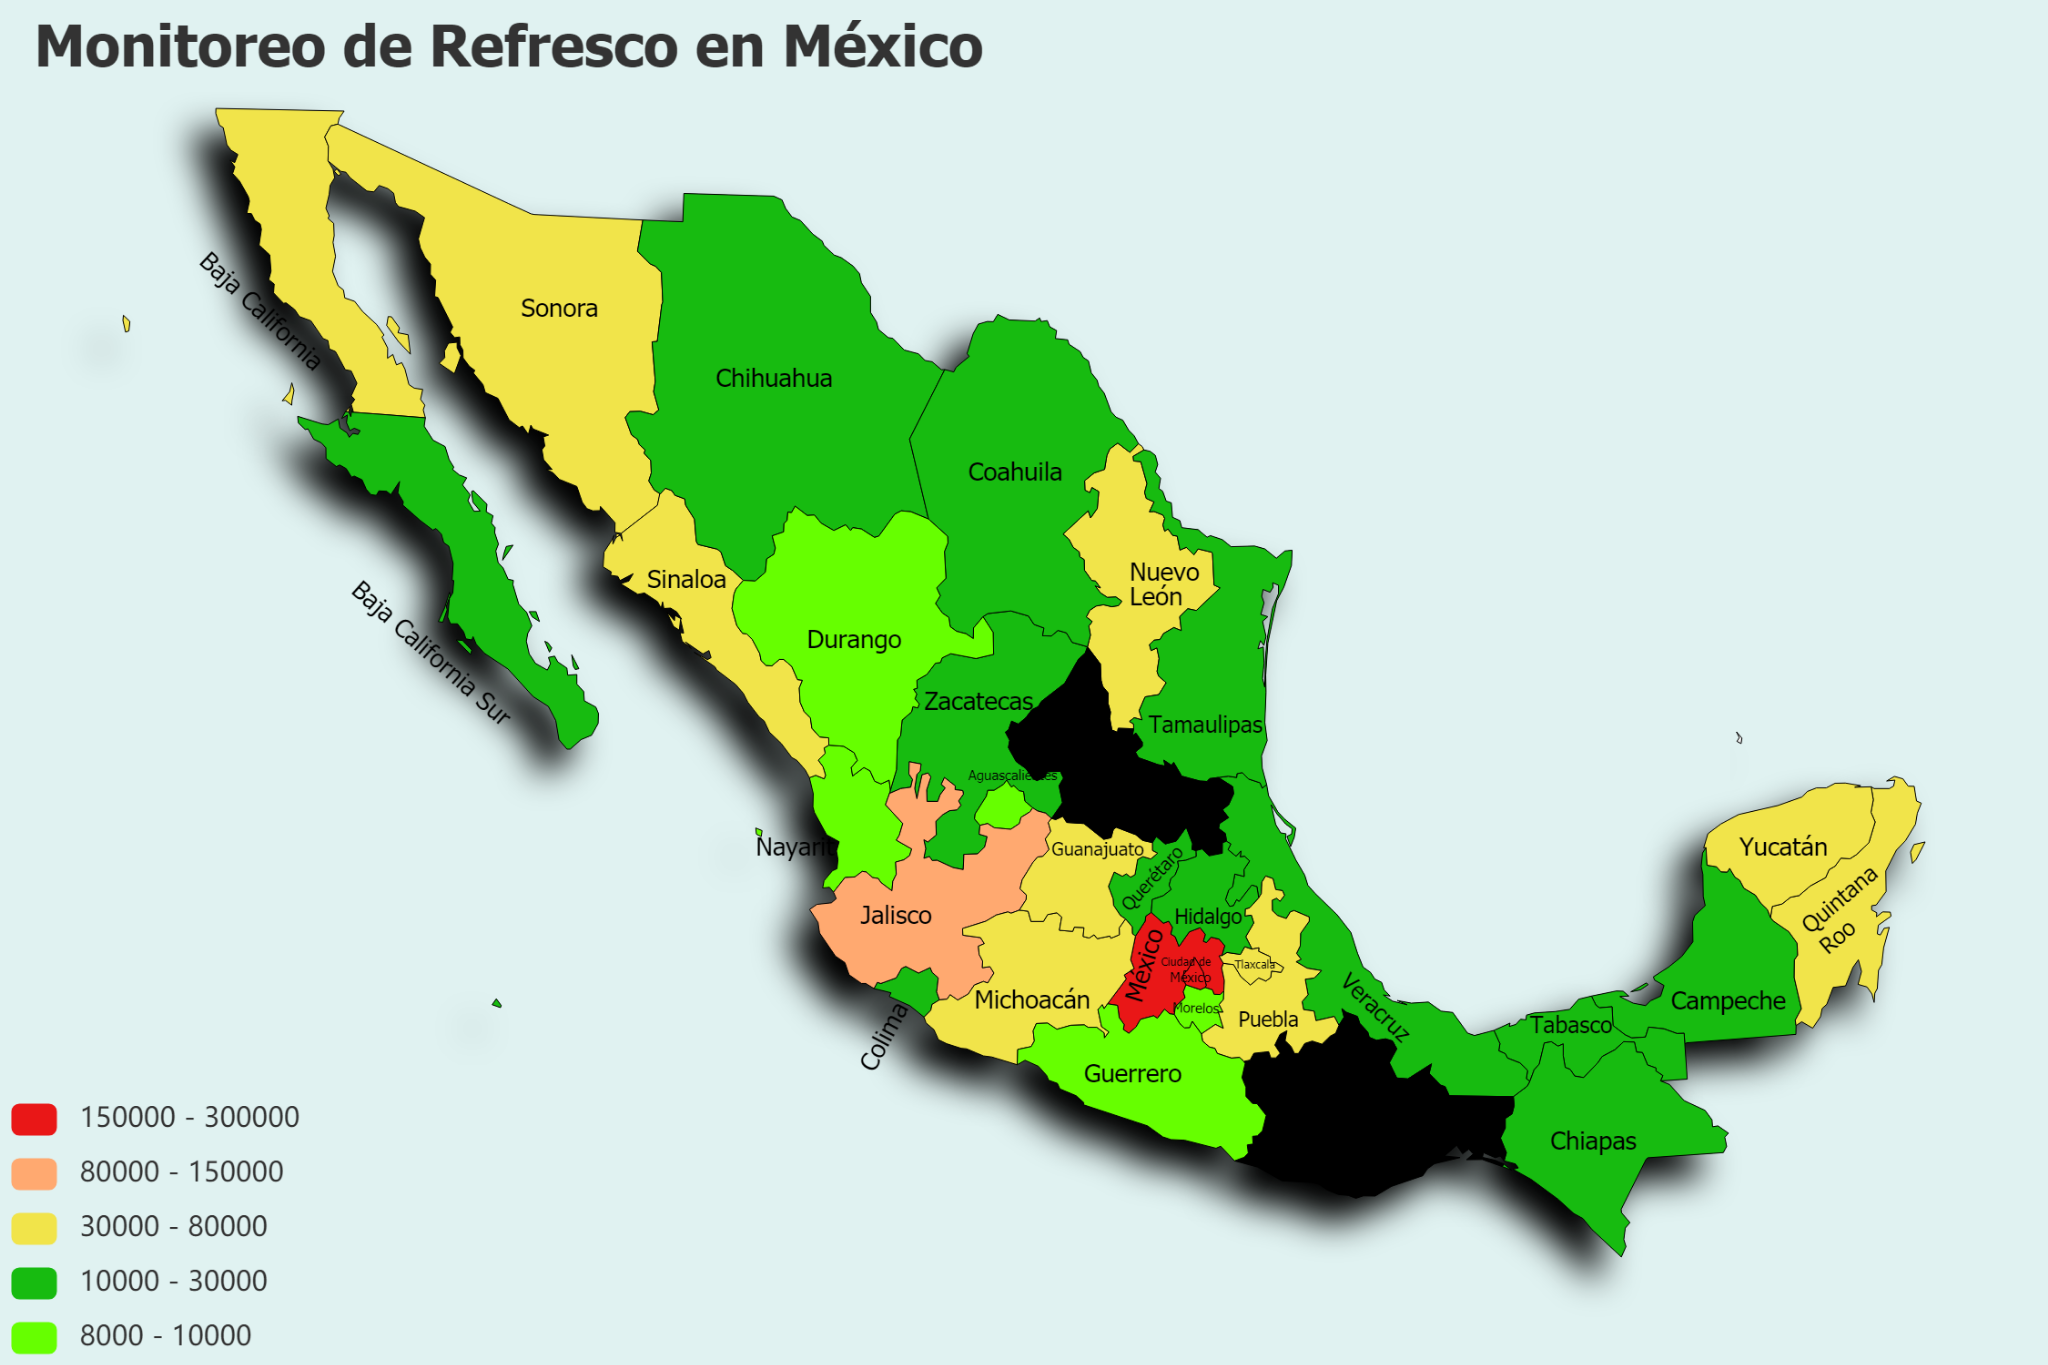 Monitoreo de Refresco en México
Baja California
Sonora
Chihuahua
Coahuila
Baja California Sur
Sinaloa
Nuevo
León
Durango
Zacatecas
Tamaulipas
Aguascalientes
Nayarit
Guanajuato
Querétaro
Yucatán
Jalisco
Hidalgo
Quintana
Roo
México
Ciudad de
México
Tlaxcala
Michoacán
Morelos
Puebla
Veracruz
Campeche
Tabasco
Colima
Guerrero
Chiapas
150000 - 300000
80000 - 150000
30000 - 80000
10000 - 30000
8000 - 10000